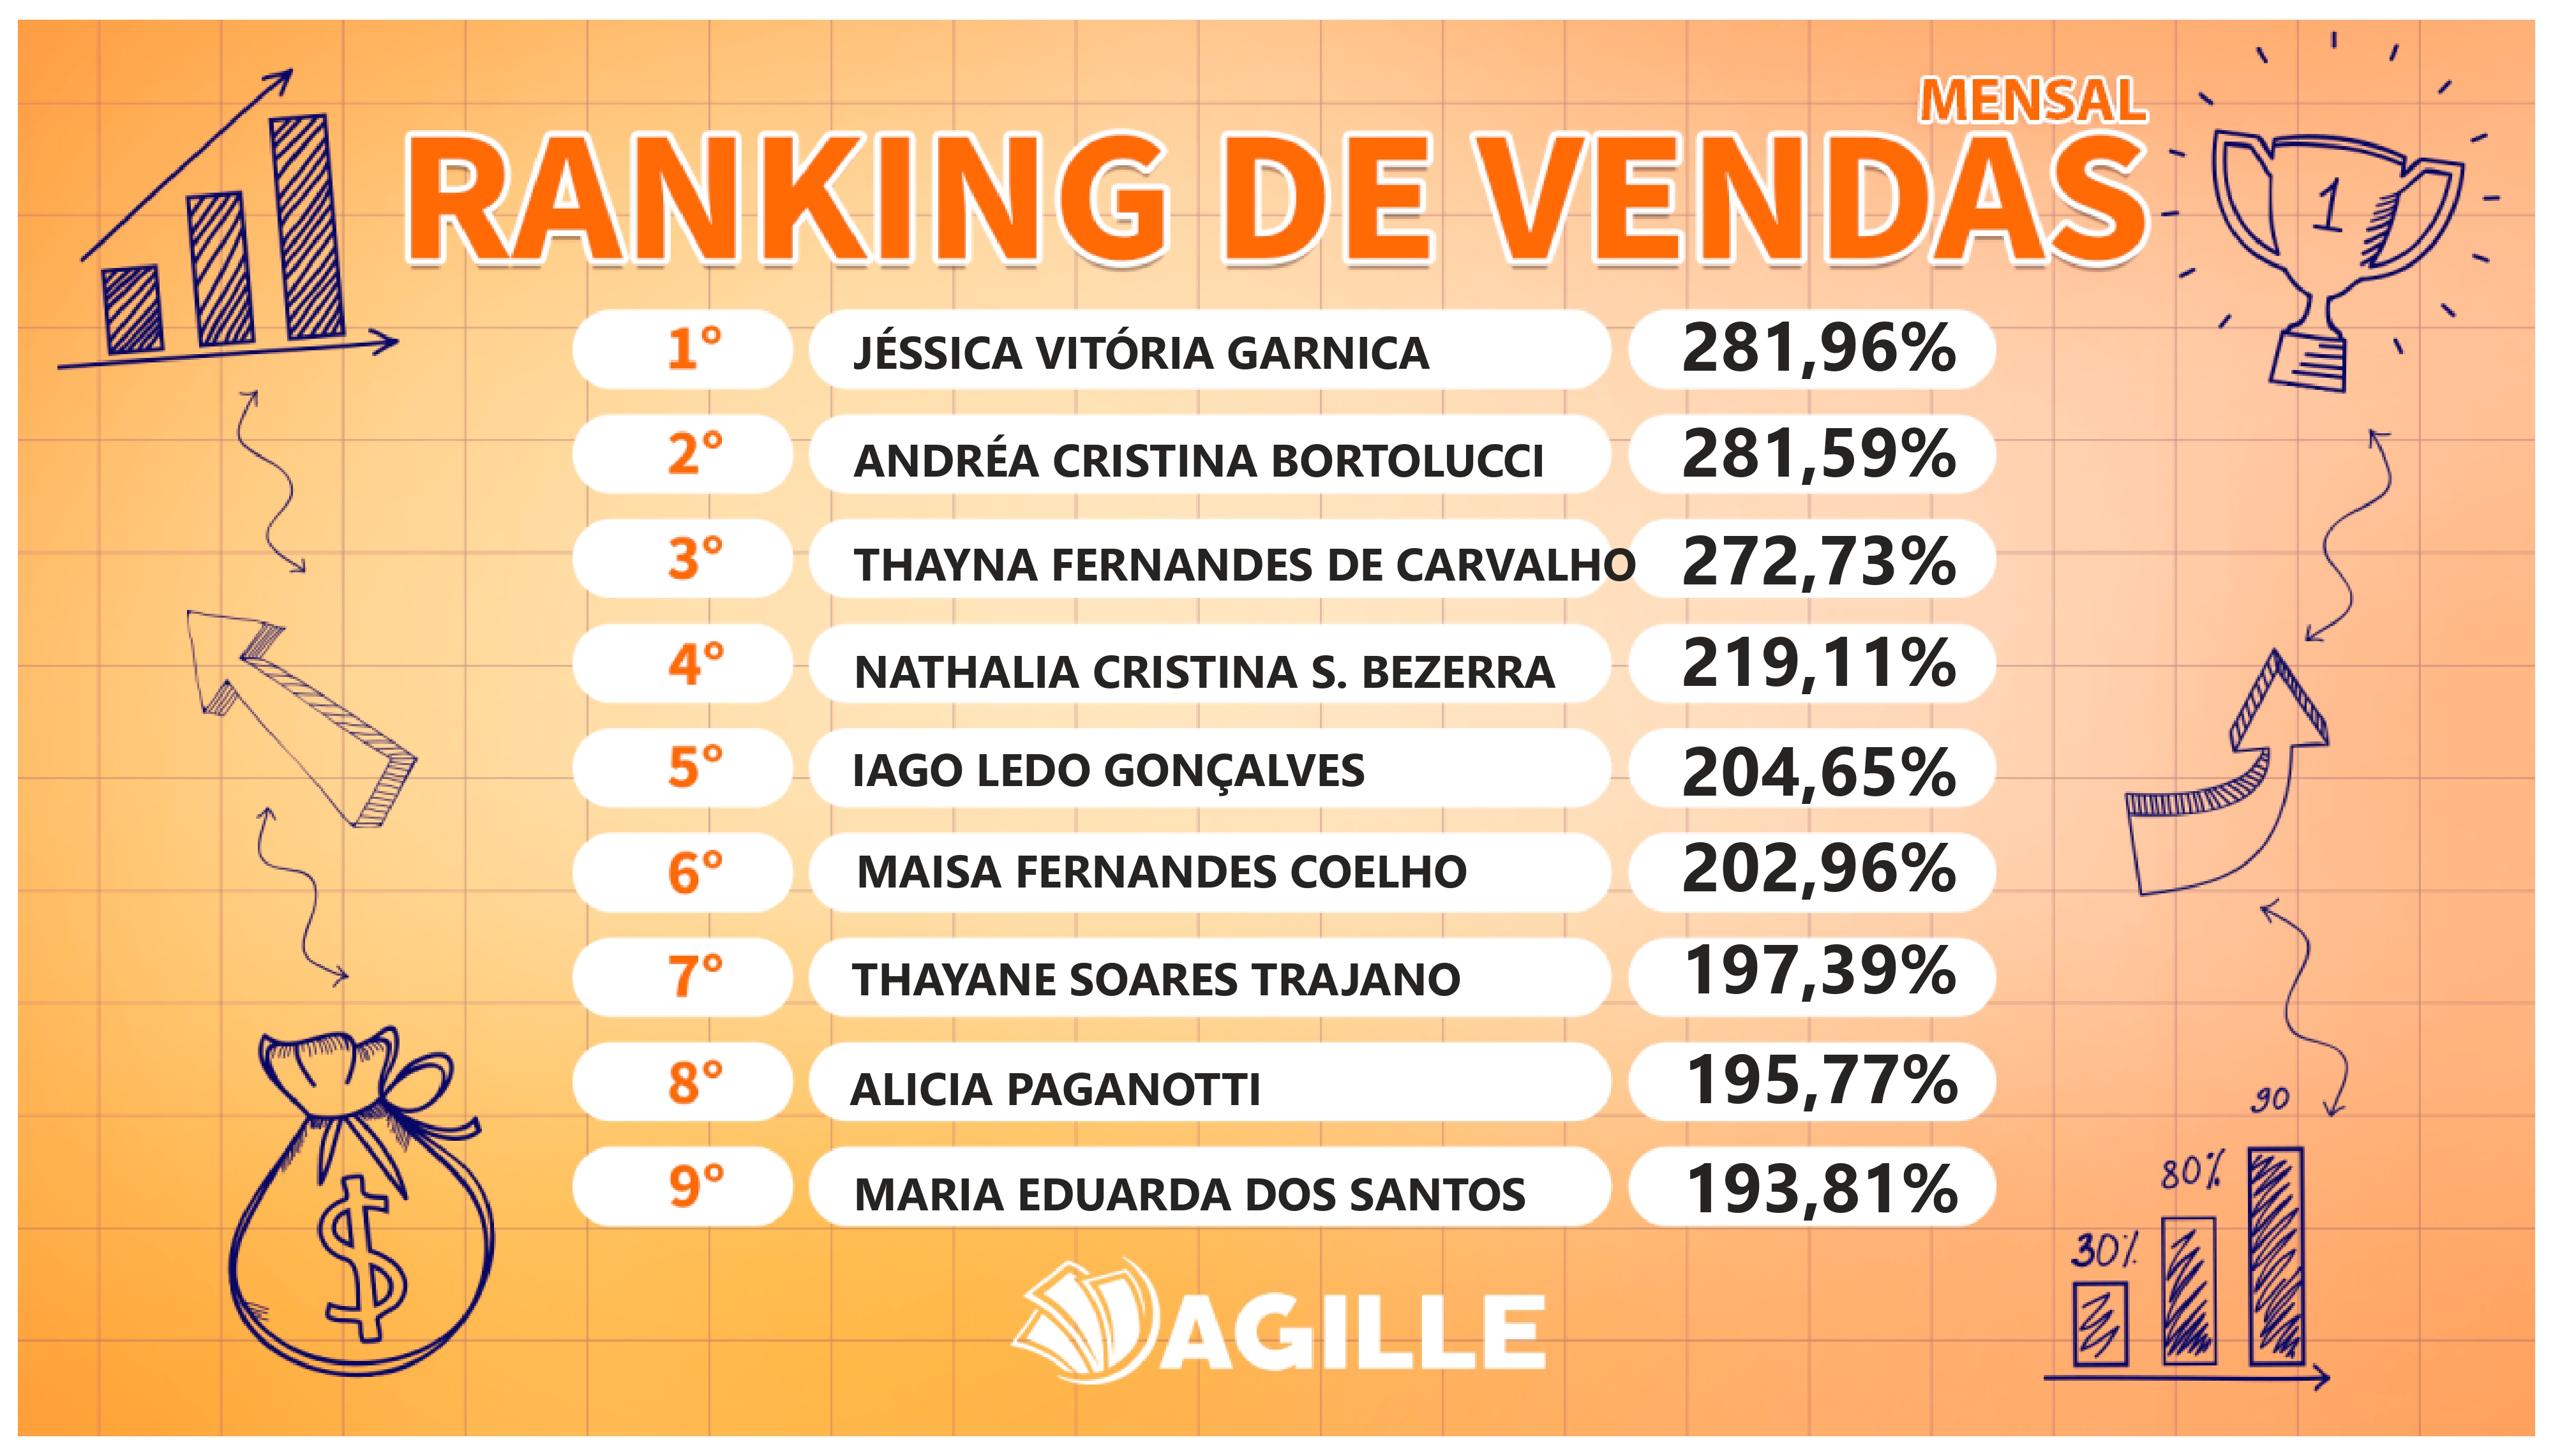 MENSAL
RANKING DE VENDAS
1
1° JÉSSICA VITÓRIA GARNICA 281,96%
2° ANDRÉA CRISTINA BORTOLUCCI 281,59%
3° THAYNA FERNANDES DE CARVALHO 272,73%
4° NATHALIA CRISTINA S. BEZERRA 219,11%
5° IAGO LEDO GONÇALVES 204,65%
6° MAISA FERNANDES COELHO 202,96%
7° THAYANE SOARES TRAJANO 197,39%
8° ALICIA PAGANOTTI 195,77%
9° MARIA EDUARDA DOS SANTOS 193,81%
$
90
80%
30%
AGILLE